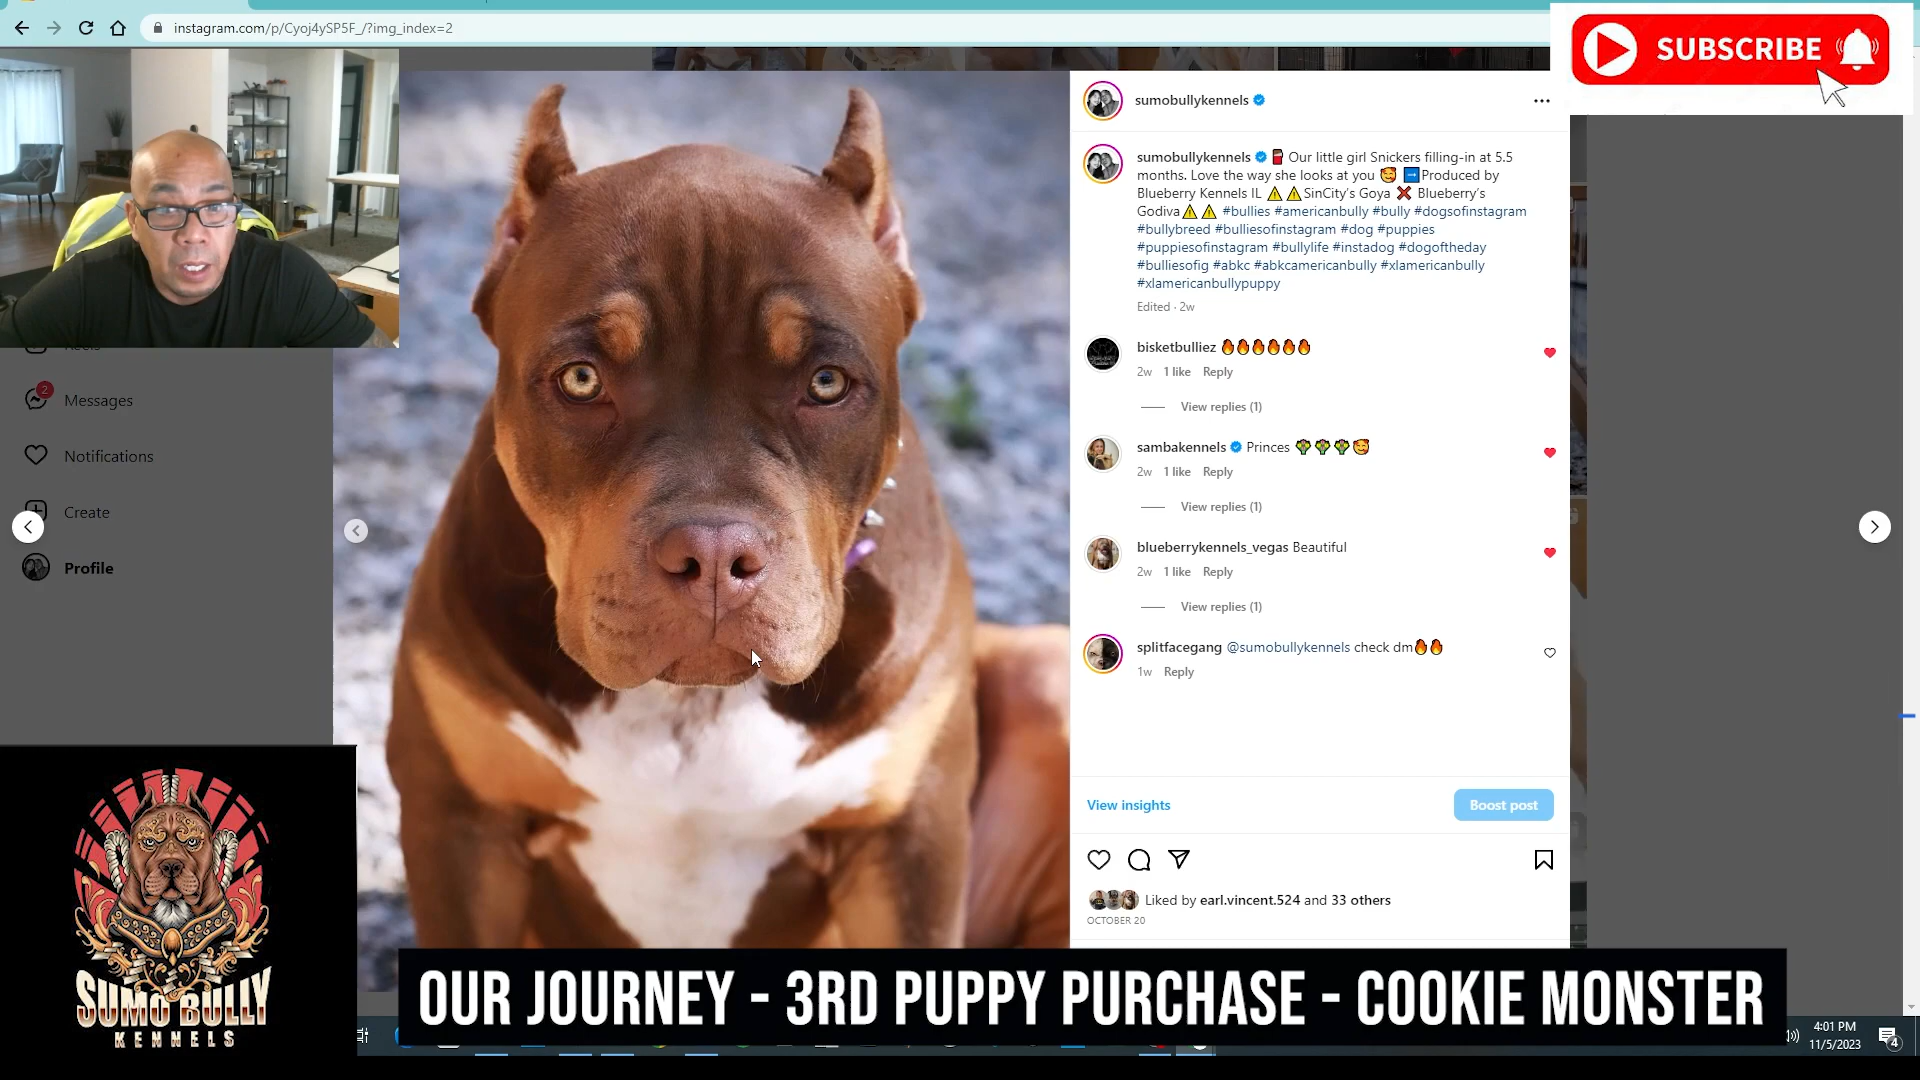 instagram.com/p/Cyoj4ySP5F_/?img_index=2
SUBSCRIBE
sumobullykennels
sumobullykennels Our little girl Snickers filling-in at 5.5
months. Love the way she looks at you Produced by
Blueberry Kennels IL SinCity's Goya Blueberry's
Godiva #bullies #americanbully #bully #dogsofinstagram
#bullybreed #bulliesofinstagram #dog #puppies
#puppiesofinstagram #bullylife #instadog #dogoftheday
#bulliesofig #abkc #abkcamericanbully #xlamericanbully
#xlamericanbullypuppy
Edited · 2w
bisketbulliez
2w 1 like Reply
View replies (1)
sambakennels Princes
2w 1 like Reply
View replies (1)
blueberrykennels_vegas Beautiful
2w 1 like Reply
View replies (1)
splitfacegang @sumobullykennels check dm
1w Reply
View insights
Boost post
Liked by earl.vincent.524 and 33 others
OCTOBER 20
Reels
2
Messages
Notifications
Create
Profile
SUMO BULLY
KENNELS
OUR JOURNEY - 3RD PUPPY PURCHASE - COOKIE MONSTER
4:01 PM
11/5/2023
4